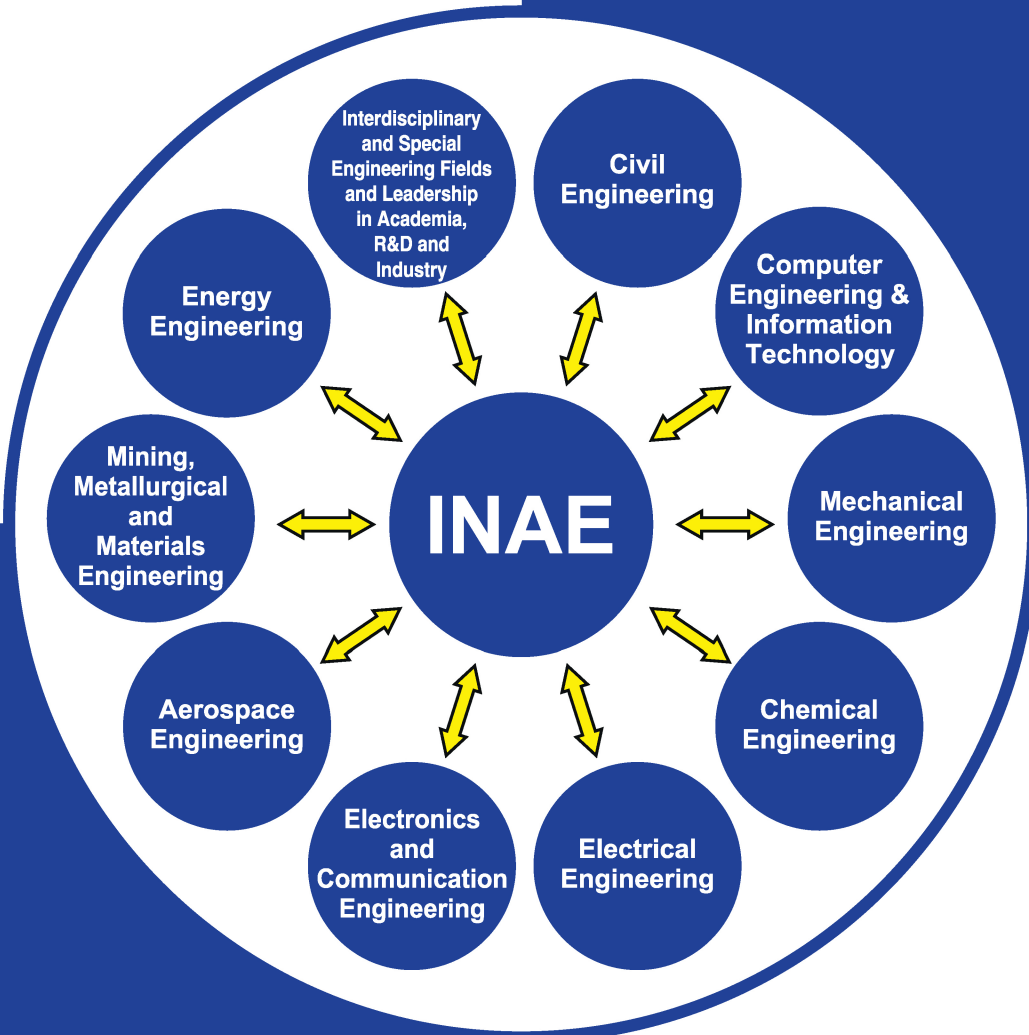 Interdisciplinary
and Special
Engineering Fields
and Leadership
in Academia,
R&D and
Industry
Civil
Engineering
Computer
Engineering &
Information
Technology
Mechanical
Engineering
Chemical
Engineering
Electrical
Engineering
Electronics
and
Communication
Engineering
Aerospace
Engineering
Mining,
Metallurgical
and
Materials
Engineering
Energy
Engineering
INAE